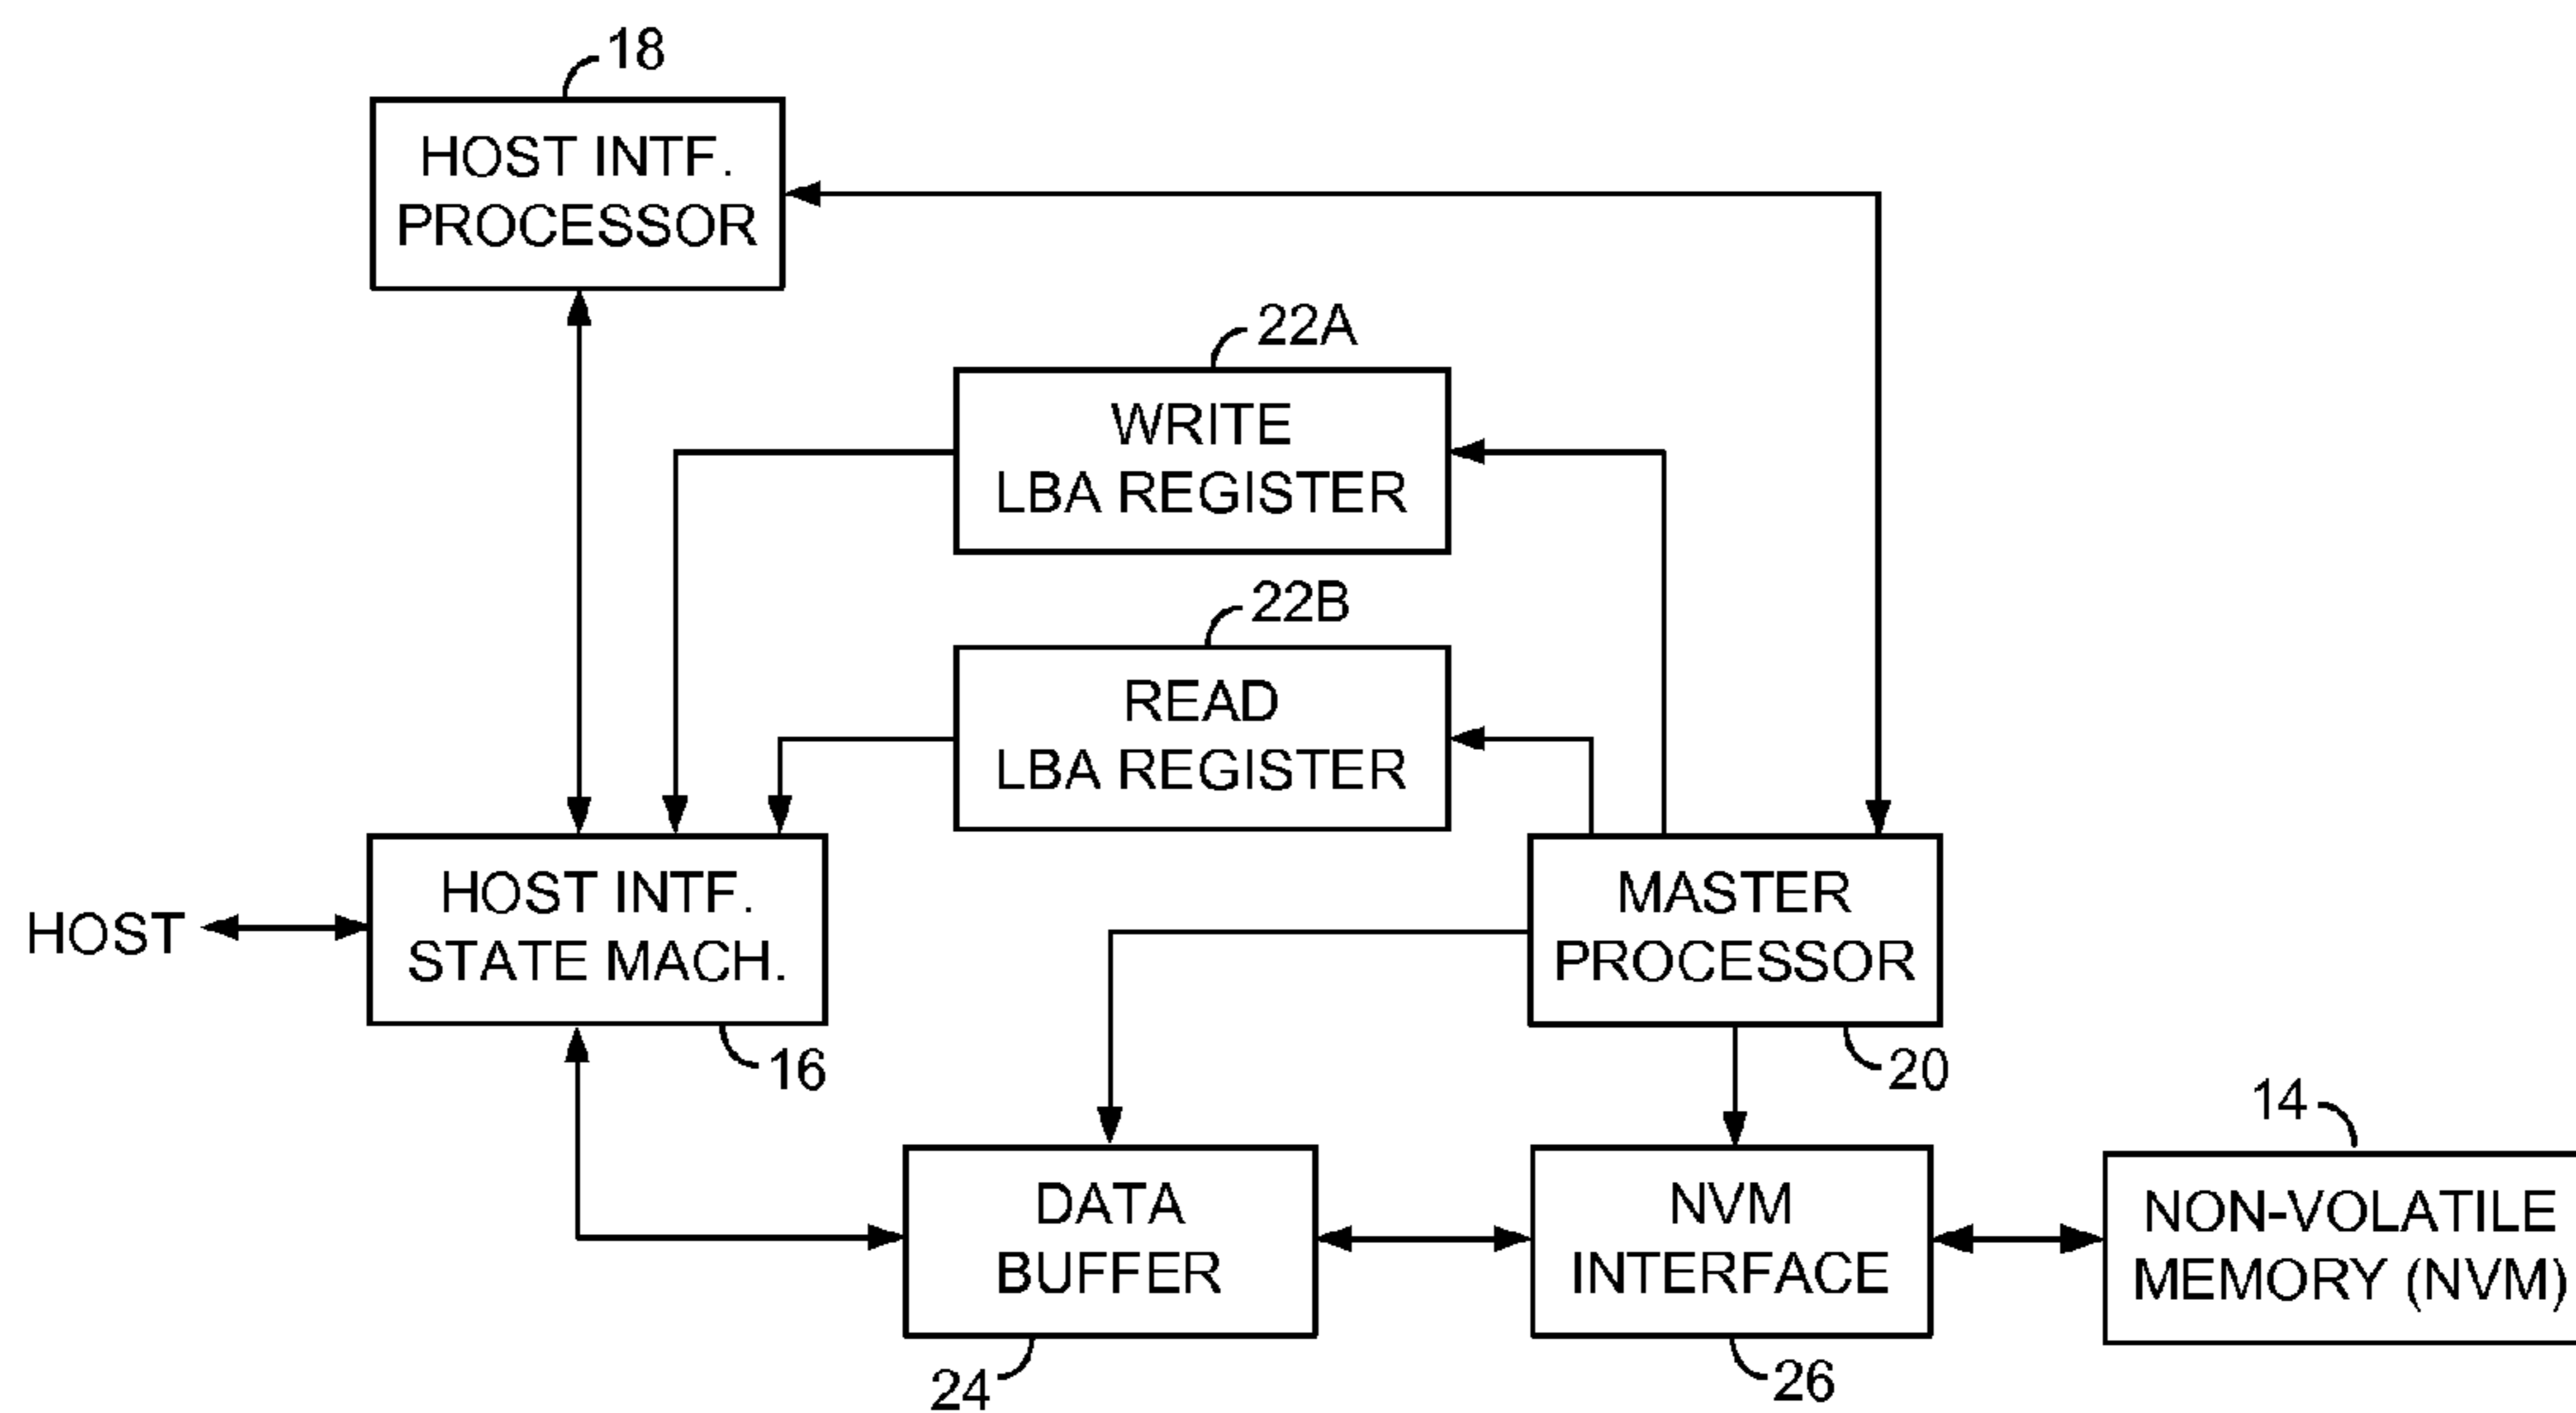 18
HOST INTF.
PROCESSOR
22A
WRITE
LBA REGISTER
22B
READ
LBA REGISTER
HOST
HOST INTF.
STATE MACH.
16
MASTER
PROCESSOR
20
14
DATA
BUFFER
24
NVM
INTERFACE
26
NON-VOLATILE
MEMORY (NVM)